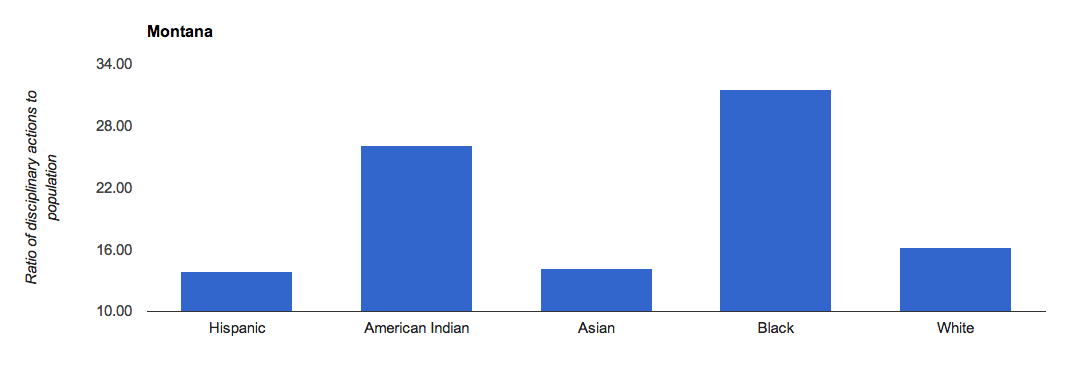 Montana
34.00
28.00
22.00
16.00
10.00
Ratio of disciplinary actions to
population
Hispanic
American Indian
Asian
Black
White